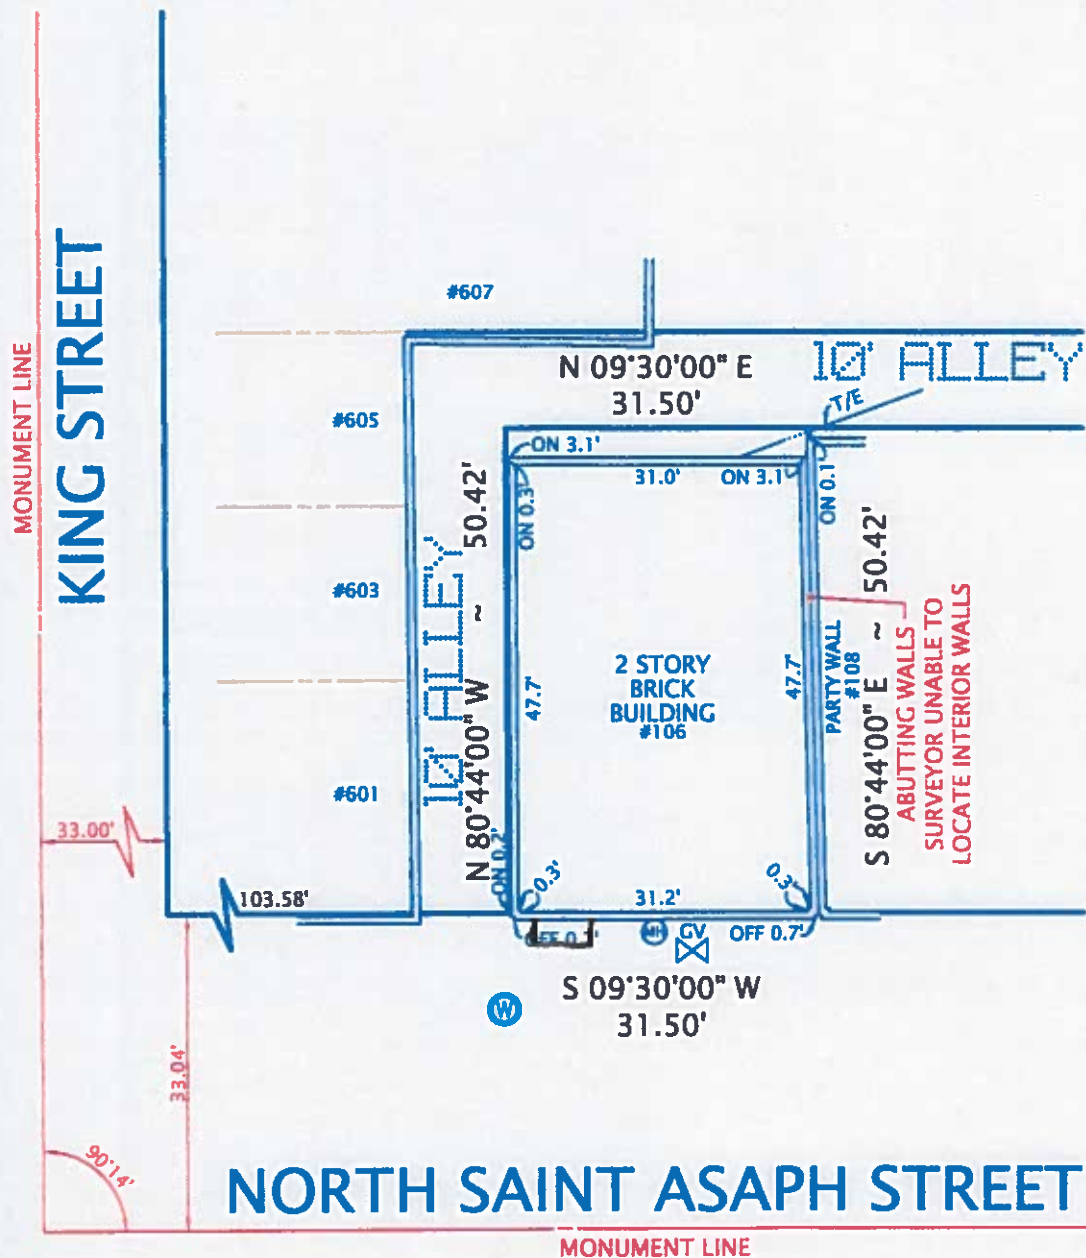 MONUMENT LINE
KING STREET
#607
N 09°30'00" E
31.50'
10' ALLEY
T/E
#605
ON 3.1'
31.0'
ON 3.1'
ON 0.3'
ON 0.1
N 80°44'00" W ~ 50.42'
10' ALLEY
#603
47.7'
2 STORY
BRICK
BUILDING
#106
47.7'
PARTY WALL
#108
S 80°44'00" E ~ 50.42'
ABUTTING WALLS
SURVEYOR UNABLE TO
LOCATE INTERIOR WALLS
#601
33.00'
ON 0.2'
0.3'
31.2'
0.3'
103.58'
MH
GV
OFF 0.7'
S 09°30'00" W
31.50'
W
33.04'
90°14'
NORTH SAINT ASAPH STREET
MONUMENT LINE